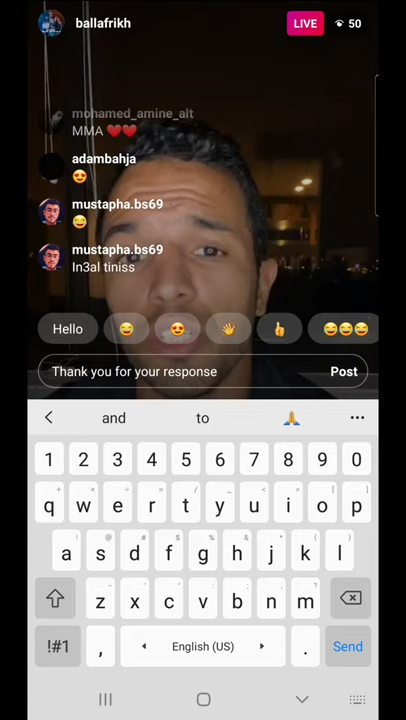 ballafrikh LIVE 50
mohamed_amine_alt
MMA ❤️❤️
adambahja
😍
mustapha.bs69
😂
mustapha.bs69
In3al tiniss
Hello 😂 😍 👋 👍 😂😂😂
Thank you for your response Post
and to 🙏
1 2 3 4 5 6 7 8 9 0
q w e r t y u i o p
a s d f g h j k l
z x c v b n m
!#1 , English (US) . Send